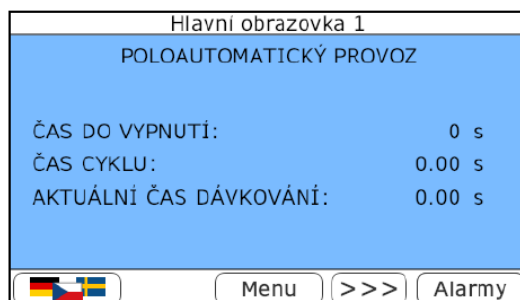 Hlavní obrazovka 1
POLOAUTOMATICKÝ PROVOZ
ČAS DO VYPNUTÍ: 0 s
ČAS CYKLU: 0.00 s
AKTUÁLNÍ ČAS DÁVKOVÁNÍ: 0.00 s
Menu >>> Alarmy